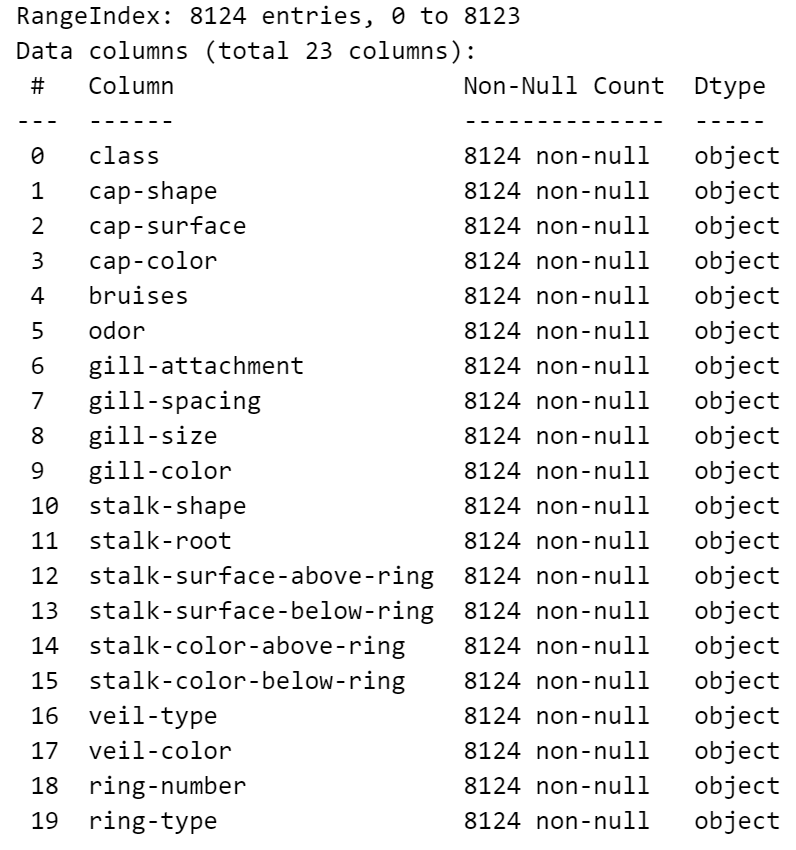 RangeIndex: 8124 entries, 0 to 8123
Data columns (total 23 columns):
 #   Column                    Non-Null Count  Dtype
---  ------                    --------------  -----
 0   class                     8124 non-null   object
 1   cap-shape                 8124 non-null   object
 2   cap-surface               8124 non-null   object
 3   cap-color                 8124 non-null   object
 4   bruises                   8124 non-null   object
 5   odor                      8124 non-null   object
 6   gill-attachment           8124 non-null   object
 7   gill-spacing              8124 non-null   object
 8   gill-size                 8124 non-null   object
 9   gill-color                8124 non-null   object
 10  stalk-shape               8124 non-null   object
 11  stalk-root                8124 non-null   object
 12  stalk-surface-above-ring  8124 non-null   object
 13  stalk-surface-below-ring  8124 non-null   object
 14  stalk-color-above-ring    8124 non-null   object
 15  stalk-color-below-ring    8124 non-null   object
 16  veil-type                 8124 non-null   object
 17  veil-color                8124 non-null   object
 18  ring-number               8124 non-null   object
 19  ring-type                 8124 non-null   object